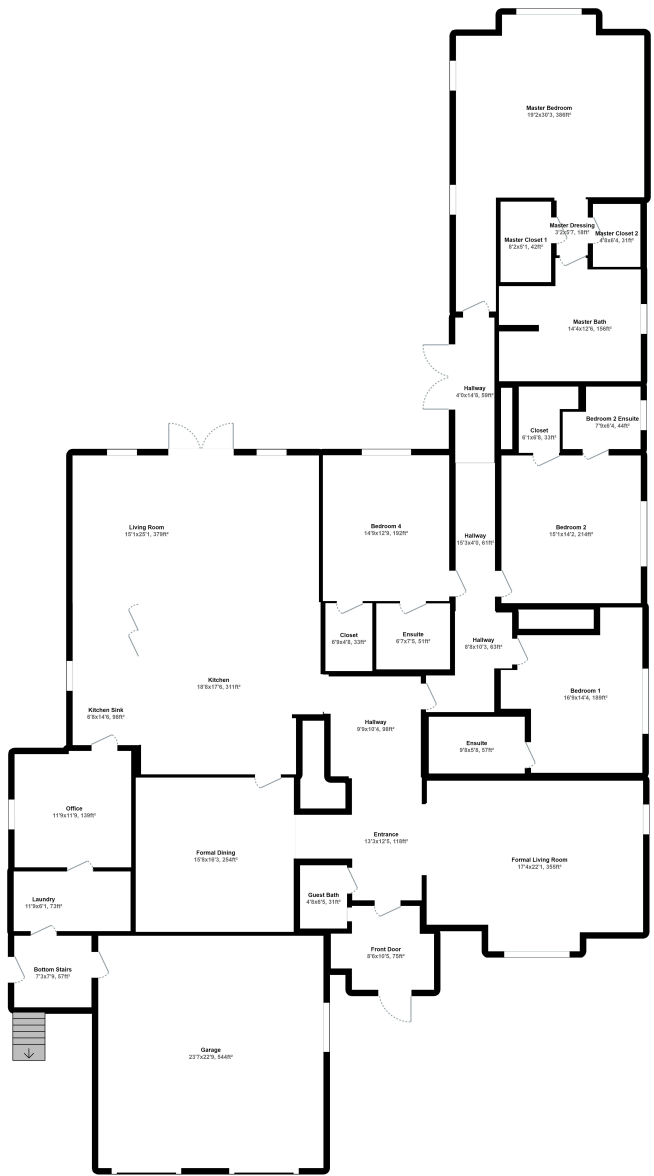 Master Bedroom
19'2x30'3, 386ft²
Master Dressing
3'2x5'7, 18ft²
Master Closet 1
8'2x5'1, 42ft²
Master Closet 2
4'8x6'4, 31ft²
Master Bath
14'4x12'6, 156ft²
Hallway
4'0x14'8, 59ft²
Closet
6'1x6'8, 33ft²
Bedroom 2 Ensuite
7'9x6'4, 44ft²
Living Room
15'1x25'1, 379ft²
Bedroom 4
14'9x12'9, 192ft²
Hallway
15'3x4'0, 61ft²
Bedroom 2
15'1x14'2, 214ft²
Closet
6'9x4'8, 33ft²
Ensuite
6'7x7'5, 51ft²
Hallway
8'8x10'3, 63ft²
Kitchen
18'8x17'6, 311ft²
Bedroom 1
16'9x14'4, 189ft²
Kitchen Sink
6'8x14'6, 98ft²
Hallway
9'9x10'4, 98ft²
Ensuite
9'8x5'8, 57ft²
Office
11'9x11'9, 139ft²
Entrance
13'3x12'5, 118ft²
Formal Dining
15'8x16'3, 254ft²
Formal Living Room
17'4x22'1, 355ft²
Laundry
11'9x6'1, 73ft²
Guest Bath
4'8x6'5, 31ft²
Front Door
8'6x10'5, 75ft²
Bottom Stairs
7'3x7'9, 57ft²
Garage
23'7x22'9, 544ft²